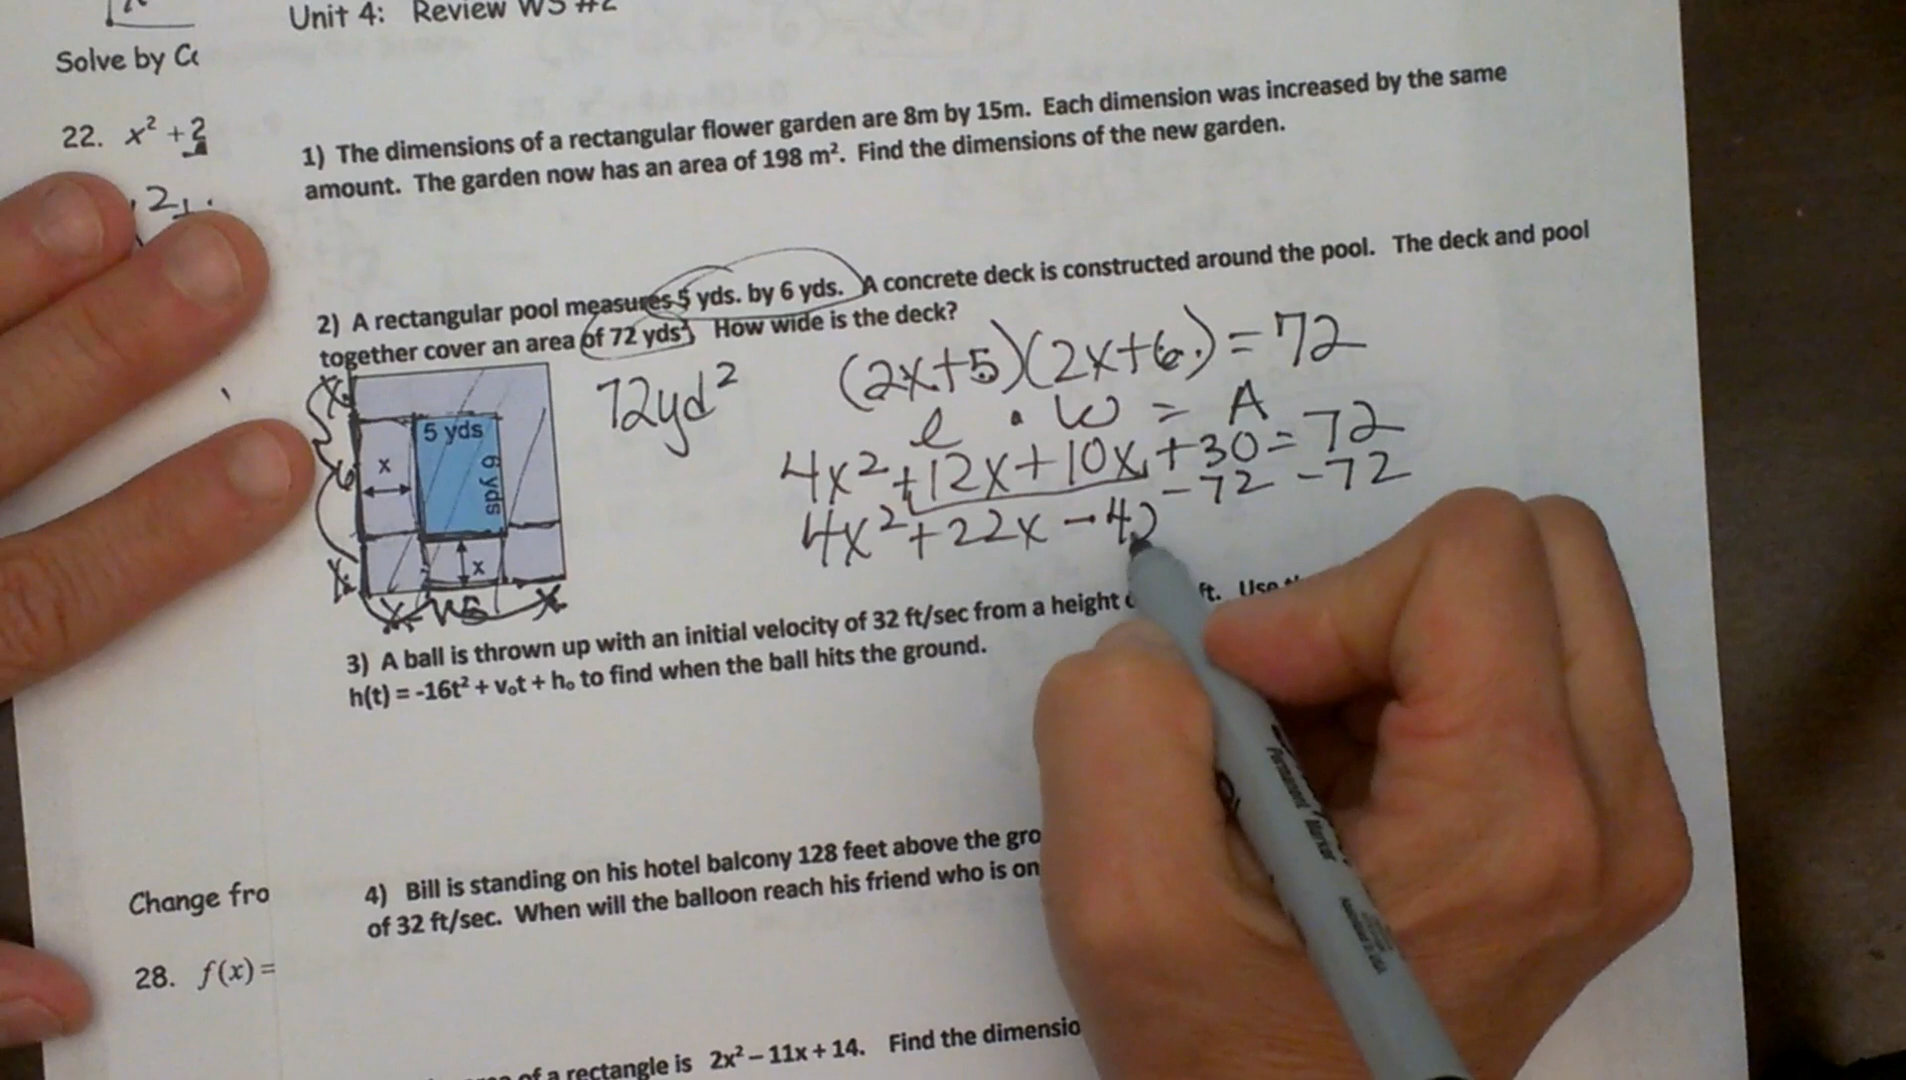 Unit 4: Review WS #2
Solve by
22. x² + 2
1) The dimensions of a rectangular flower garden are 8m by 15m. Each dimension was increased by the same
amount. The garden now has an area of 198 m². Find the dimensions of the new garden.
2) A rectangular pool measures 5 yds. by 6 yds. A concrete deck is constructed around the pool. The deck and pool
together cover an area of 72 yds². How wide is the deck?
72yd²
(2x+5)(2x+6)=72
l · w = A
4x²+12x+10x+30=72
-72 -72
4x²+22x-42
x
6
x
5 yds
6 yds
x
x
x 5 x
3) A ball is thrown up with an initial velocity of 32 ft/sec from a height ft. Use
h(t) = -16t² + v₀t + h₀ to find when the ball hits the ground.
4) Bill is standing on his hotel balcony 128 feet above the
of 32 ft/sec. When will the balloon reach his friend who is on
Change
28. f(x) =
of a rectangle is 2x² – 11x + 14. Find the